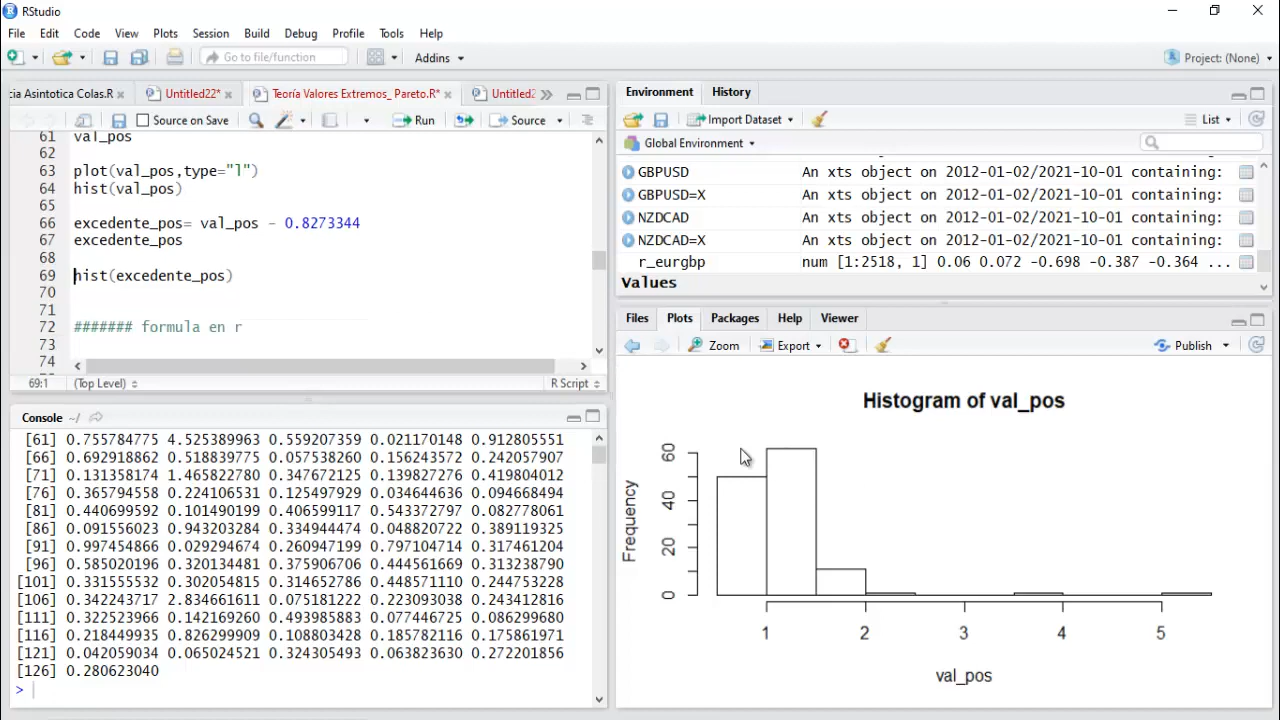 RStudio
File Edit Code View Plots Session Build Debug Profile Tools Help
Go to file/function Addins Project: (None)
cia Asintotica Colas.R Untitled22* Teoría Valores Extremos_ Pareto.R* Untitled2
Source on Save Run Source
61 val_pos
62
63 plot(val_pos,type="l")
64 hist(val_pos)
65
66 excedente_pos= val_pos - 0.8273344
67 excedente_pos
68
69 hist(excedente_pos)
70
71
72 ####### formula en r
73
74
69:1 (Top Level) R Script
Console ~/
[61] 0.755784775 4.525389963 0.559207359 0.021170148 0.912805551
[66] 0.692918862 0.518839775 0.057538260 0.156243572 0.242057907
[71] 0.131358174 1.465822780 0.347672125 0.139827276 0.419804012
[76] 0.365794558 0.224106531 0.125497929 0.034644636 0.094668494
[81] 0.440699592 0.101490199 0.406599117 0.543372797 0.082778061
[86] 0.091556023 0.943203284 0.334944474 0.048820722 0.389119325
[91] 0.997454866 0.029294674 0.260947199 0.797104714 0.317461204
[96] 0.585020196 0.320134481 0.375906706 0.444561669 0.313238790
[101] 0.331555532 0.302054815 0.314652786 0.448571110 0.244753228
[106] 0.342243717 2.834661611 0.075181222 0.223093038 0.243412816
[111] 0.322523966 0.142169260 0.493985883 0.077446725 0.086299680
[116] 0.218449935 0.826299909 0.108803428 0.185782116 0.175861971
[121] 0.042059034 0.065024521 0.324305493 0.063823630 0.272201856
[126] 0.280623040
>
Environment History
Import Dataset List
Global Environment
GBPUSD An xts object on 2012-01-02/2021-10-01 containing:
GBPUSD=X An xts object on 2012-01-02/2021-10-01 containing:
NZDCAD An xts object on 2012-01-02/2021-10-01 containing:
NZDCAD=X An xts object on 2012-01-02/2021-10-01 containing:
r_eurgbp num [1:2518, 1] 0.06 0.072 -0.698 -0.387 -0.364 ...
Values
Files Plots Packages Help Viewer
Zoom Export Publish
Histogram of val_pos
Frequency
60
40
20
0
1 2 3 4 5
val_pos